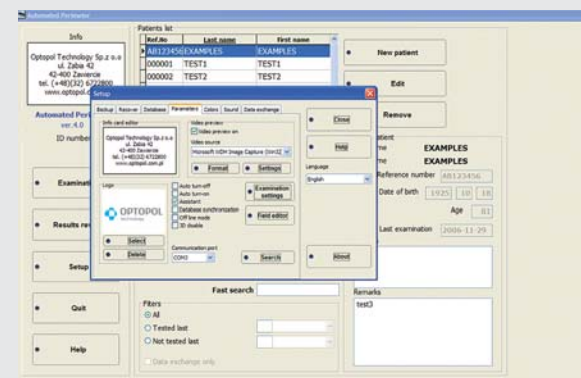 Automated Perimeter
Info
Optopol Technology Sp.z o.o
ul. Zabia 42
42-400 Zawiercie
tel. (+48)(32) 6722800
www.optopol.c
Automated Peri
ver.4.0
ID number
Examinati
Results re
Setup
Quit
Help
Patients list
Ref.No Last name First name
AB123456 EXAMPLES EXAMPLES
000001 TEST1 TEST1
000002 TEST2 TEST2
New patient
Edit
Remove
atient
me EXAMPLES
me EXAMPLES
Reference number AB123456
Date of birth 1925 10 18
Age 81
Last examination 2006-11-29
Remarks
test3
Fast search
Filters
All
Tested last
Not tested last
Data exchange only
Setup
Backup Recover Database Parameters Colors Sound Data exchange
Info card editor
Optopol Technology Sp.z o.o
ul. Zabia 42
42-400 Zawiercie
tel. (+48)(32) 6722800
www.optopol.com.pl
Video preview
Video preview on
Video source
Microsoft WDM Image Capture (Win32)
Format
Settings
Logo
OPTOPOL
Select
Delete
Auto turn-off
Auto turn-on
Assistant
Database synchronization
Off line mode
ID disable
Examination settings
Field editor
Communication port
COM3
Search
Close
Help
Language
English
About